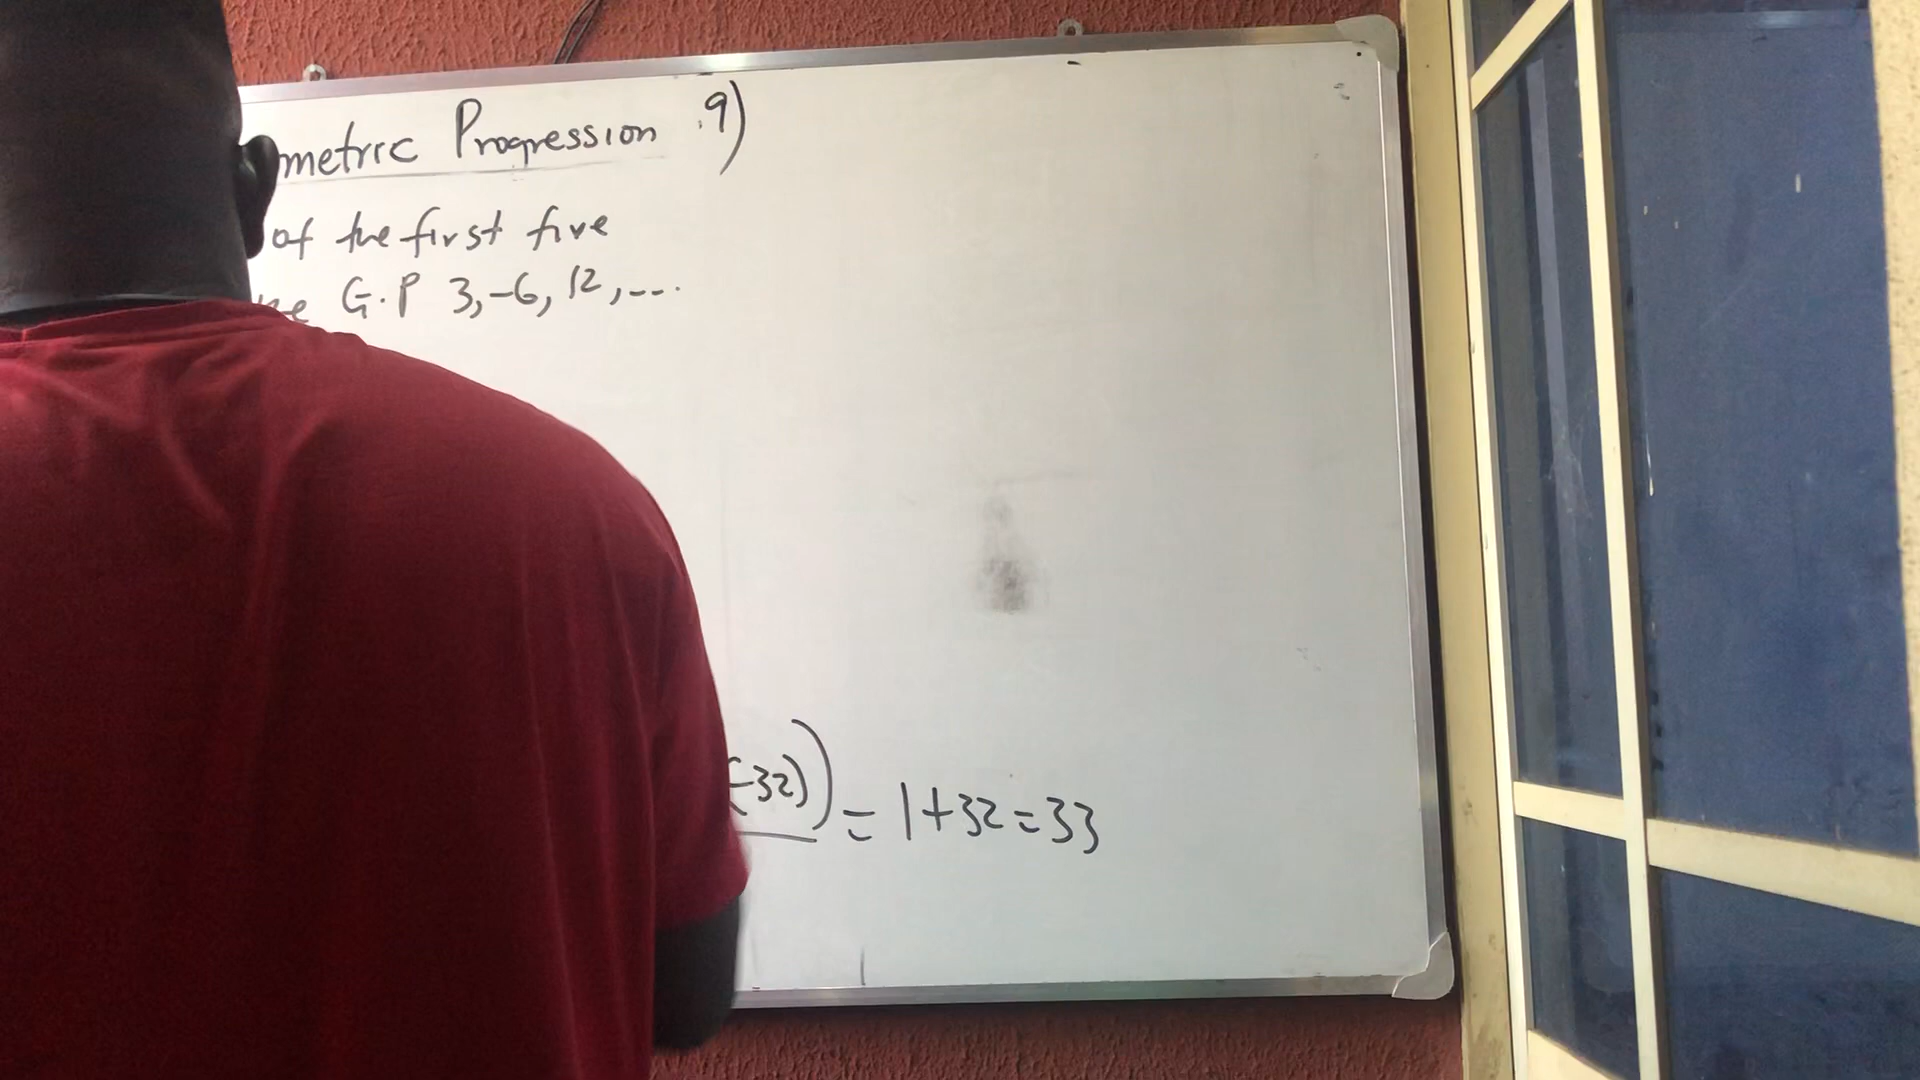 metric Progression
9)
of the first five
G.P 3,-6, 12, ---.
(-32)) = 1+32=33